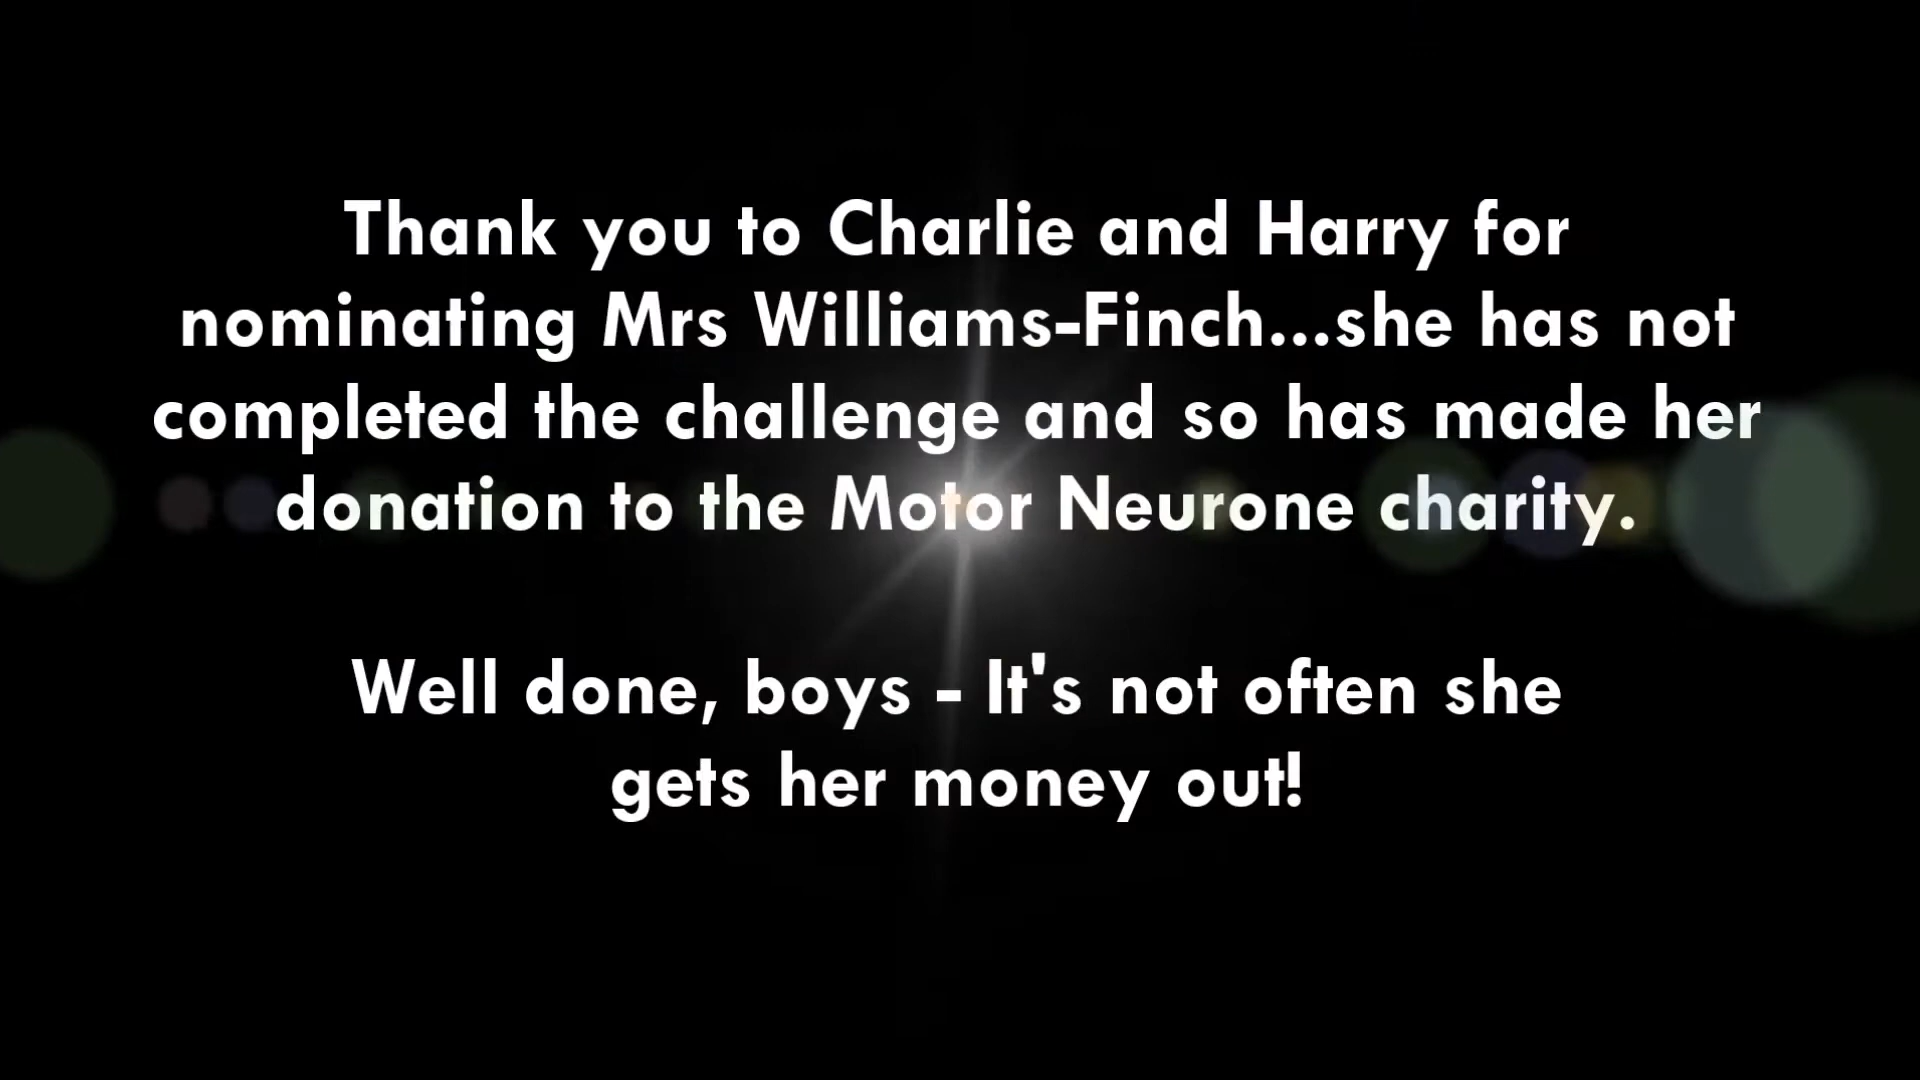 Thank you to Charlie and Harry for
nominating Mrs Williams-Finch...she has not
completed the challenge and so has made her
donation to the Motor Neurone charity.
Well done, boys - It's not often she
gets her money out!